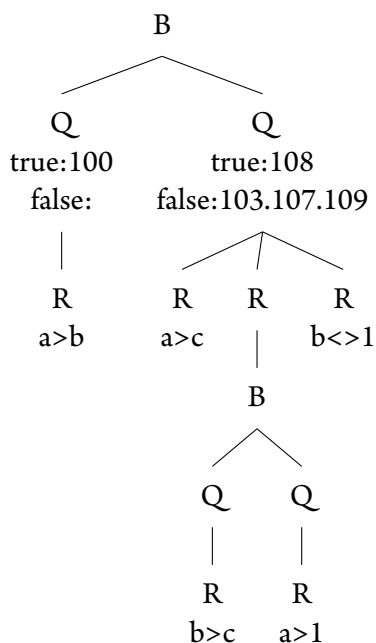 B
Q Q
true:100 true:108
false: false:103.107.109
R R R R
a>b a>c b<>1
B
Q Q
R R
b>c a>1